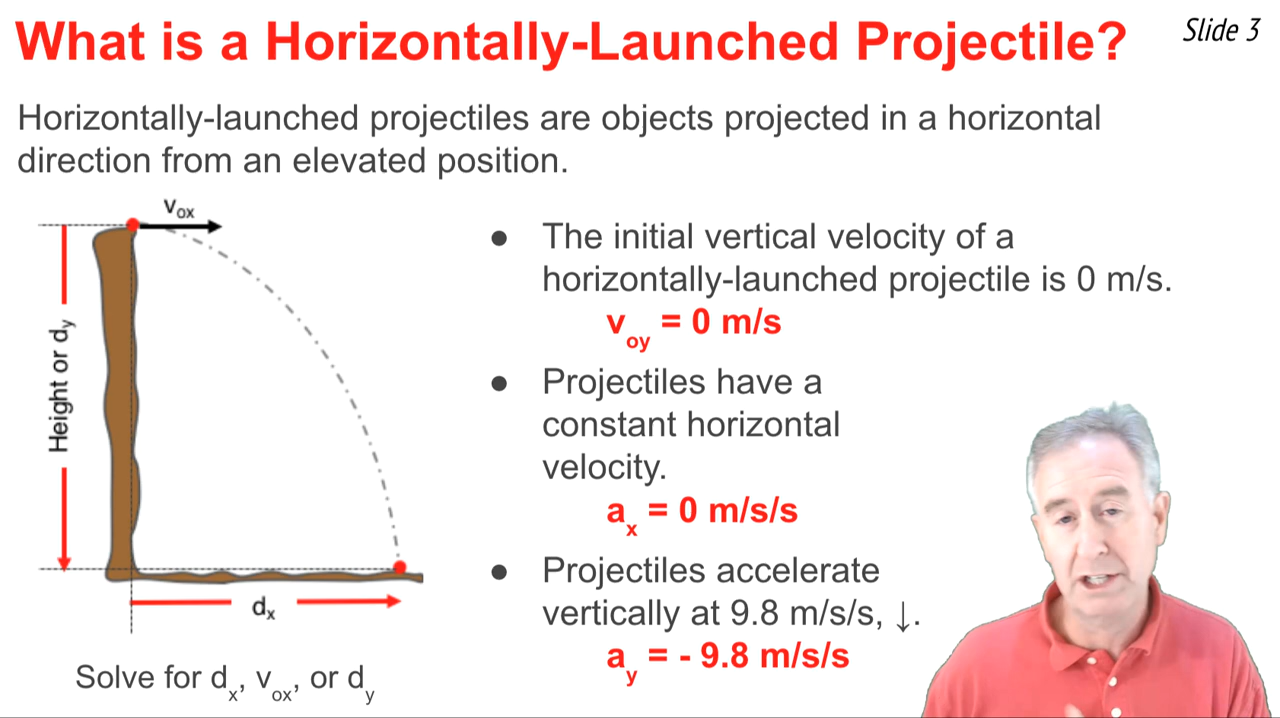 What is a Horizontally-Launched Projectile?
Slide 3
Horizontally-launched projectiles are objects projected in a horizontal
direction from an elevated position.
vox
Height or dy
dx
Solve for dx, vox, or dy
● The initial vertical velocity of a
horizontally-launched projectile is 0 m/s.
voy = 0 m/s
● Projectiles have a
constant horizontal
velocity.
ax = 0 m/s/s
● Projectiles accelerate
vertically at 9.8 m/s/s, ↓.
ay = - 9.8 m/s/s